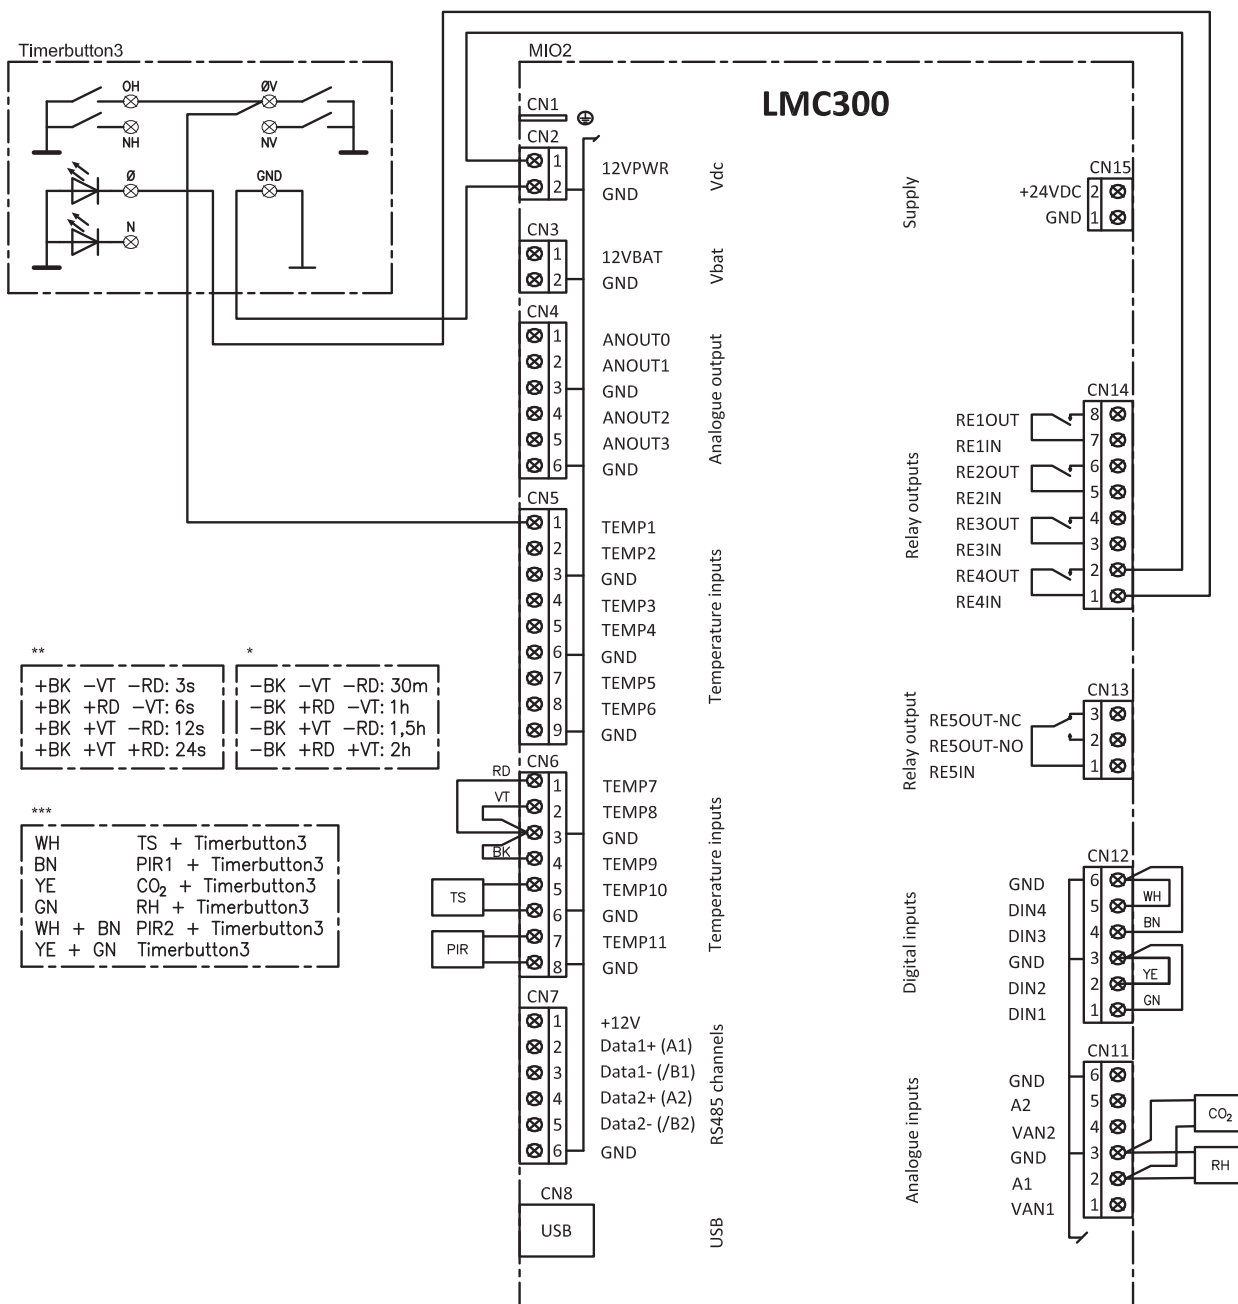 Timerbutton3
OH
ØV
NH
NV
Ø
GND
N
MIO2
LMC300
CN1
CN2
1 12VPWR
2 GND
Vdc
CN3
1 12VBAT
2 GND
Vbat
CN4
1 ANOUT0
2 ANOUT1
3 GND
4 ANOUT2
5 ANOUT3
6 GND
Analogue output
CN5
1 TEMP1
2 TEMP2
3 GND
4 TEMP3
5 TEMP4
6 GND
7 TEMP5
8 TEMP6
9 GND
Temperature inputs
CN6
RD
VT
BK
TS
PIR
1 TEMP7
2 TEMP8
3 GND
4 TEMP9
5 TEMP10
6 GND
7 TEMP11
8 GND
Temperature inputs
CN7
1 +12V
2 Data1+ (A1)
3 Data1- (/B1)
4 Data2+ (A2)
5 Data2- (/B2)
6 GND
RS485 channels
CN8
USB
USB
CN15
+24VDC 2
GND 1
Supply
CN14
RE1OUT 8
RE1IN 7
RE2OUT 6
RE2IN 5
RE3OUT 4
RE3IN 3
RE4OUT 2
RE4IN 1
Relay outputs
CN13
RE5OUT-NC 3
RE5OUT-NO 2
RE5IN 1
Relay output
CN12
GND 6
DIN4 5
DIN3 4
GND 3
DIN2 2
DIN1 1
WH
BN
YE
GN
Digital inputs
CN11
GND 6
A2 5
VAN2 4
GND 3
A1 2
VAN1 1
CO₂
RH
Analogue inputs
**
+BK -VT -RD: 3s
+BK +RD -VT: 6s
+BK +VT -RD: 12s
+BK +VT +RD: 24s
*
-BK -VT -RD: 30m
-BK +RD -VT: 1h
-BK +VT -RD: 1,5h
-BK +RD +VT: 2h
***
WH TS + Timerbutton3
BN PIR1 + Timerbutton3
YE CO₂ + Timerbutton3
GN RH + Timerbutton3
WH + BN PIR2 + Timerbutton3
YE + GN Timerbutton3